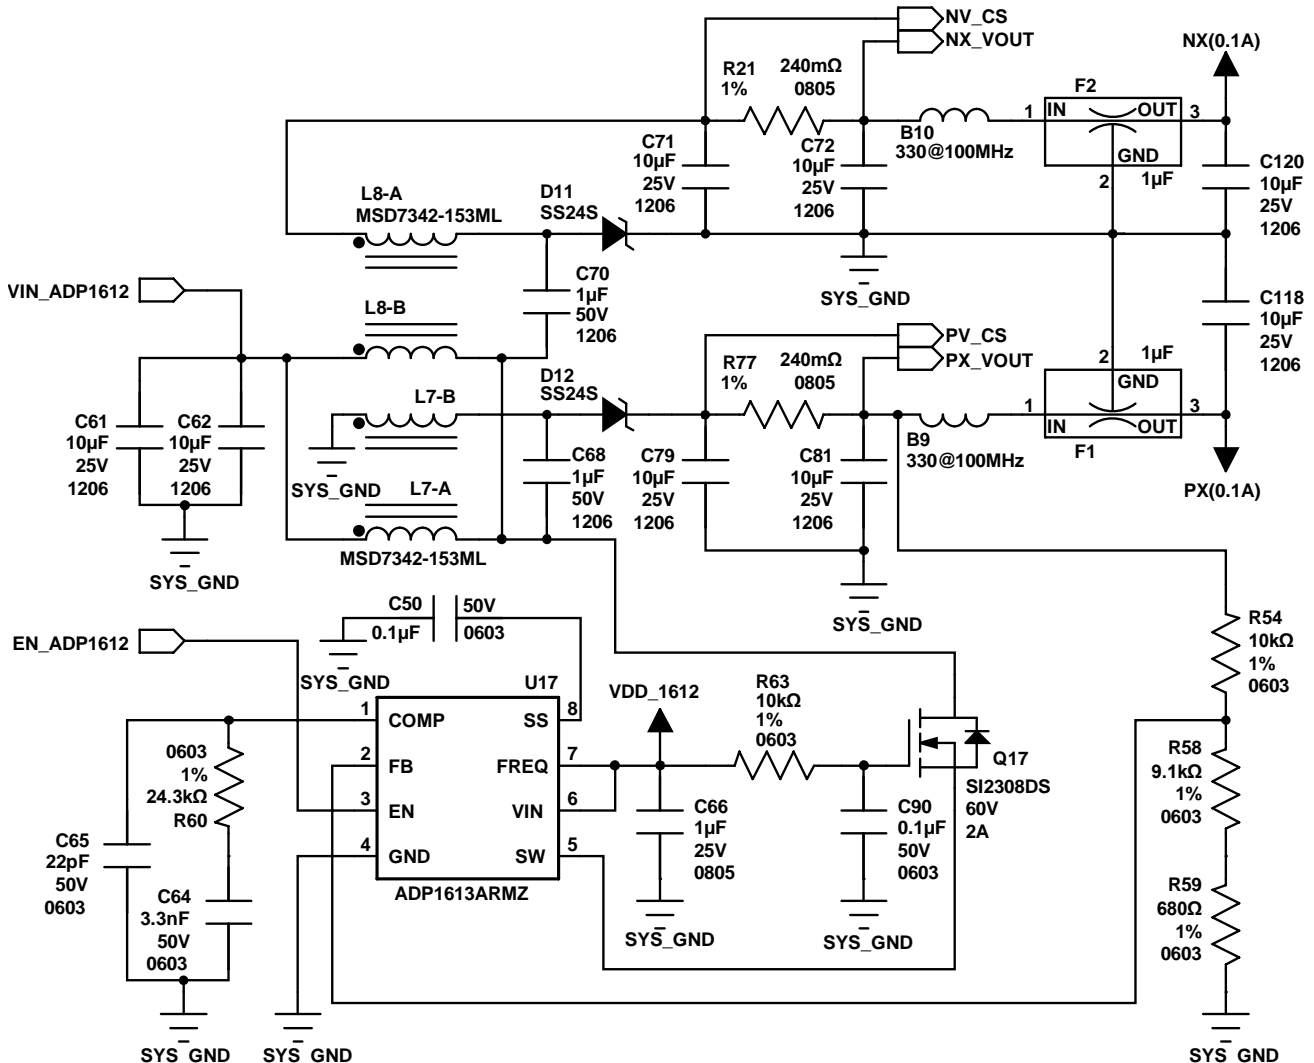 NV_CS
NX_VOUT
NX(0.1A)
R21
1%
240mΩ
0805
F2
1
IN
OUT
3
GND
2
1µF
B10
330@100MHz
C71
10µF
25V
1206
C72
10µF
25V
1206
C120
10µF
25V
1206
L8-A
MSD7342-153ML
D11
SS24S
SYS_GND
VIN_ADP1612
C70
1µF
50V
1206
L8-B
C118
10µF
25V
1206
PV_CS
PX_VOUT
R77
1%
240mΩ
0805
D12
SS24S
2
1µF
GND
1
IN
OUT
3
F1
B9
330@100MHz
PX(0.1A)
L7-B
C61
10µF
25V
1206
C62
10µF
25V
1206
SYS_GND
L7-A
MSD7342-153ML
C68
1µF
50V
1206
C79
10µF
25V
1206
C81
10µF
25V
1206
SYS_GND
SYS_GND
C50
0.1µF
50V
0603
SYS_GND
EN_ADP1612
U17
1
COMP
2
FB
3
EN
4
GND
SS
8
FREQ
7
VIN
6
SW
5
ADP1613ARMZ
VDD_1612
R63
10kΩ
1%
0603
Q17
SI2308DS
60V
2A
R54
10kΩ
1%
0603
R58
9.1kΩ
1%
0603
R59
680Ω
1%
0603
0603
1%
24.3kΩ
R60
C65
22pF
50V
0603
C64
3.3nF
50V
0603
C66
1µF
25V
0805
C90
0.1µF
50V
0603
SYS_GND
SYS_GND
SYS_GND
SYS_GND
SYS_GND